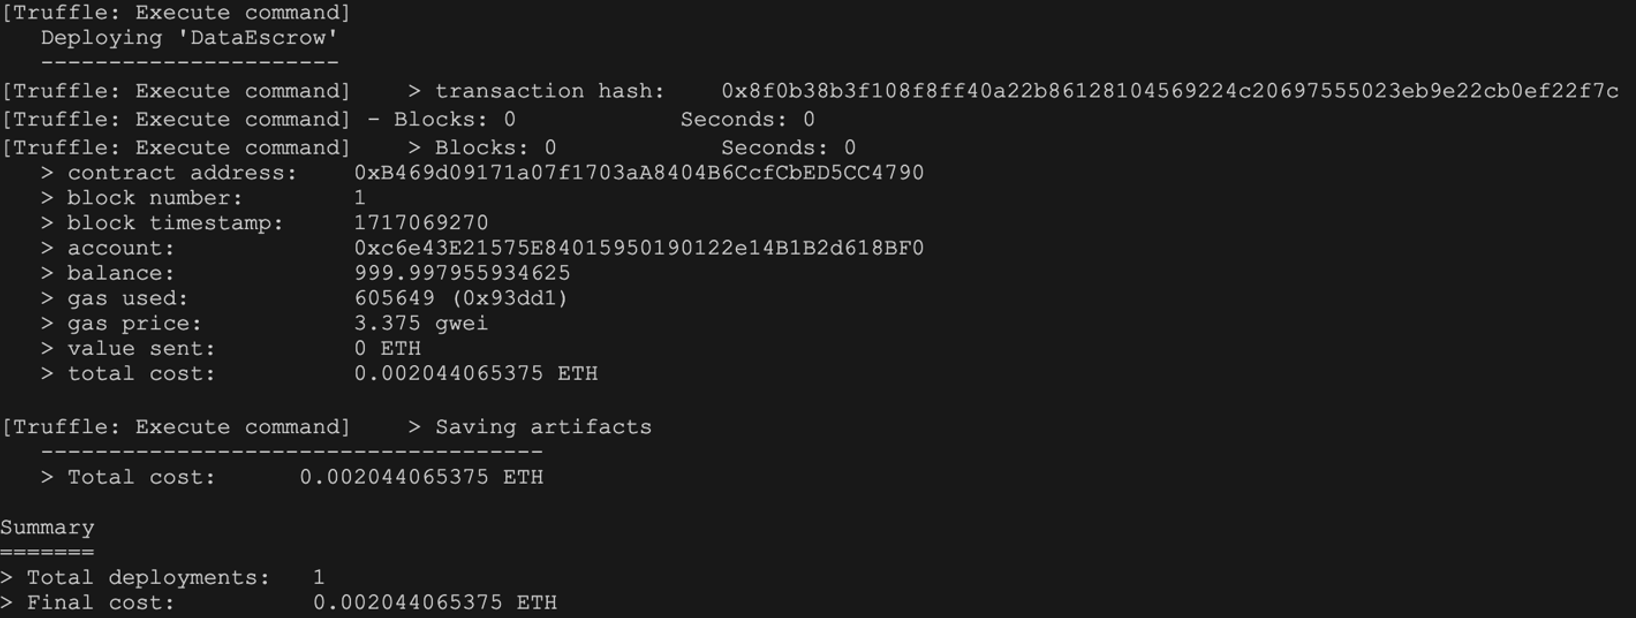 [Truffle: Execute command]
Deploying 'DataEscrow'
----------------------
[Truffle: Execute command] > transaction hash: 0x8f0b38b3f108f8ff40a22b86128104569224c20697555023eb9e22cb0ef22f7c
[Truffle: Execute command] - Blocks: 0 Seconds: 0
[Truffle: Execute command] > Blocks: 0 Seconds: 0
> contract address: 0xB469d09171a07f1703aA8404B6CcfCbED5CC4790
> block number: 1
> block timestamp: 1717069270
> account: 0xc6e43E21575E84015950190122e14B1B2d618BF0
> balance: 999.997955934625
> gas used: 605649 (0x93dd1)
> gas price: 3.375 gwei
> value sent: 0 ETH
> total cost: 0.002044065375 ETH
[Truffle: Execute command] > Saving artifacts
-------------------------------------
> Total cost: 0.002044065375 ETH
Summary
=======
> Total deployments: 1
> Final cost: 0.002044065375 ETH